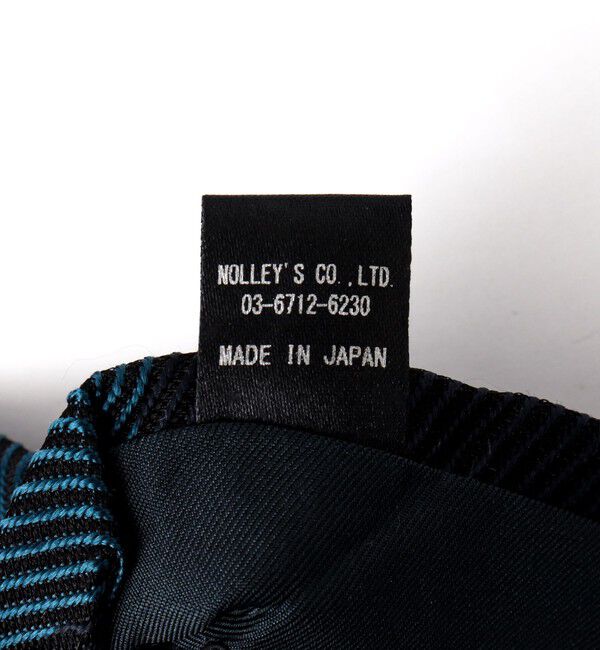 NOLLEY'S CO.,LTD.
03-6712-6230
MADE IN JAPAN